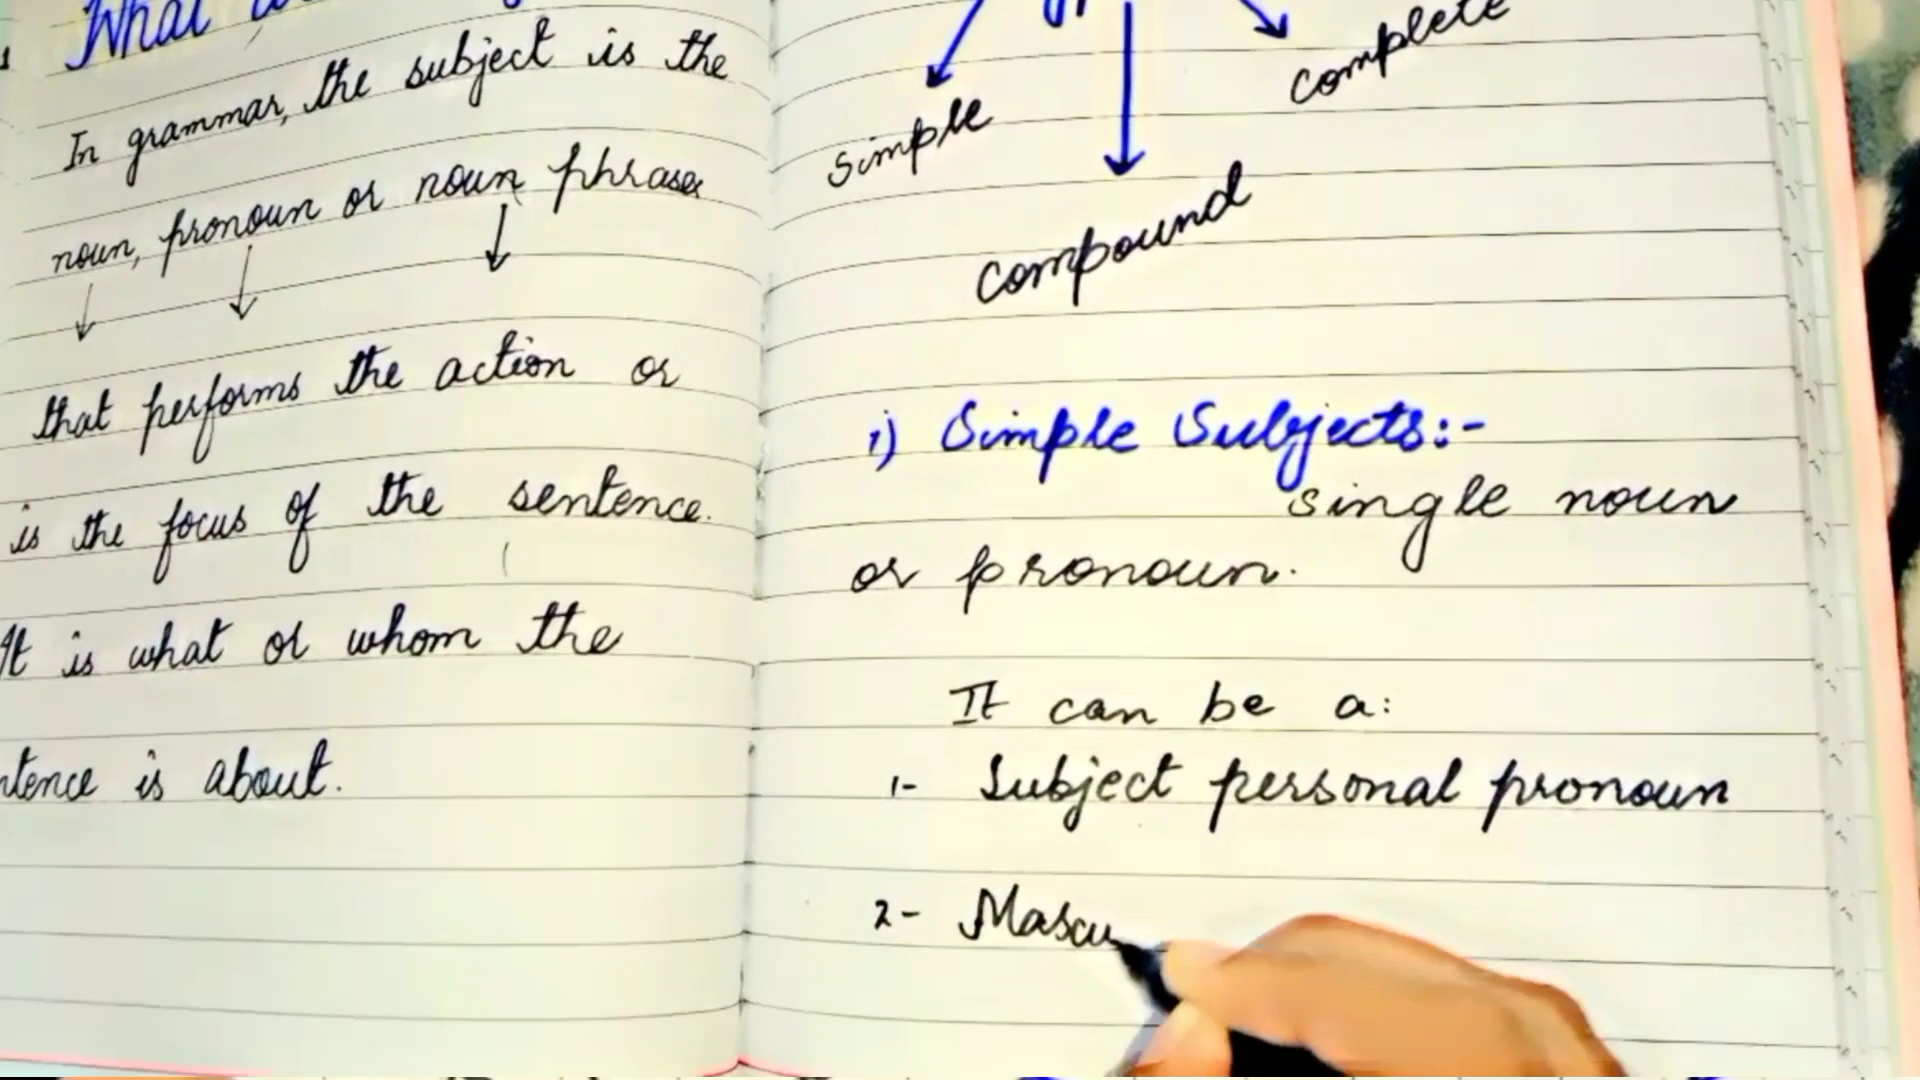 What
In grammar, the subject is the
noun, pronoun or noun phrase
that performs the action or
is the focus of the sentence.
It is what or whom the
ntence is about.
Simple
Complete
Compound
i) Simple Subjects:-
single noun
or pronoun.
It can be a:
1- Subject personal pronoun
2- Mascu